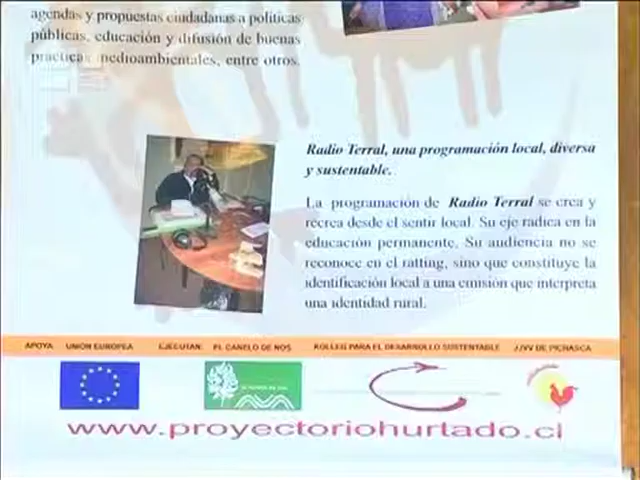 agendas y propuestas ciudadanas a políticas
públicas, educación y difusión de buenas
practicas medioambientales, entre otros.
Radio Terral, una programación local, diversa
y sustentable.
La programación de Radio Terral se crea y
recrea desde el sentir local. Su eje radica en la
educación permanente. Su audiencia no se
reconoce en el ratting, sino que constituye la
identificación local a una emisión que interpreta
una identidad rural.
APOYA UNION EUROPEA EJECUTAN: EL CANELO DE NOS KOLLEG PARA EL DESARROLLO SUSTENTABLE JJVV DE PICHASCA
www.proyectoriohurtado.cl